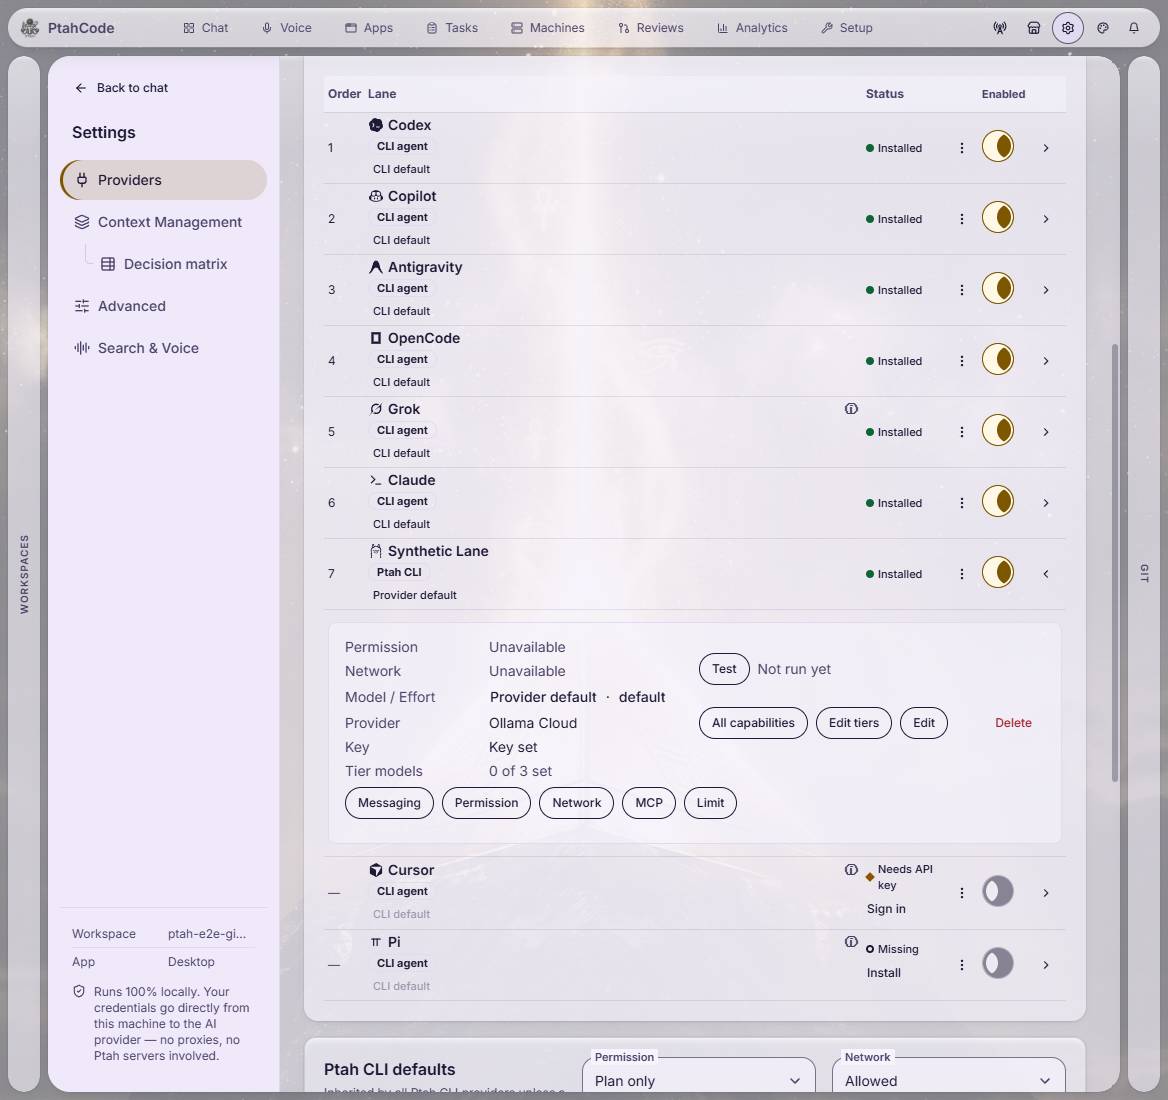 PtahCode
Chat
Voice
Apps
Tasks
Machines
Reviews
Analytics
Setup
WORKSPACES
Back to chat
Settings
Providers
Context Management
Decision matrix
Advanced
Search & Voice
Workspace ptah-e2e-gi...
App Desktop
Runs 100% locally. Your
credentials go directly from
this machine to the AI
provider — no proxies, no
Ptah servers involved.
Order Lane Status Enabled
Codex
CLI agent
1 Installed
CLI default
Copilot
CLI agent
2 Installed
CLI default
Antigravity
CLI agent
3 Installed
CLI default
OpenCode
CLI agent
4 Installed
CLI default
Grok
CLI agent
5 Installed
CLI default
Claude
CLI agent
6 Installed
CLI default
Synthetic Lane
Ptah CLI
7 Installed
Provider default
Permission Unavailable
Network Unavailable
Test Not run yet
Model / Effort Provider default · default
Provider Ollama Cloud
All capabilities Edit tiers Edit Delete
Key Key set
Tier models 0 of 3 set
Messaging Permission Network MCP Limit
Cursor
Needs API
key
CLI agent
—
Sign in
CLI default
Pi
Missing
CLI agent
—
Install
CLI default
Ptah CLI defaults
Inherited by all Ptah CLI providers unless a
Permission
Plan only
Network
Allowed
GIT